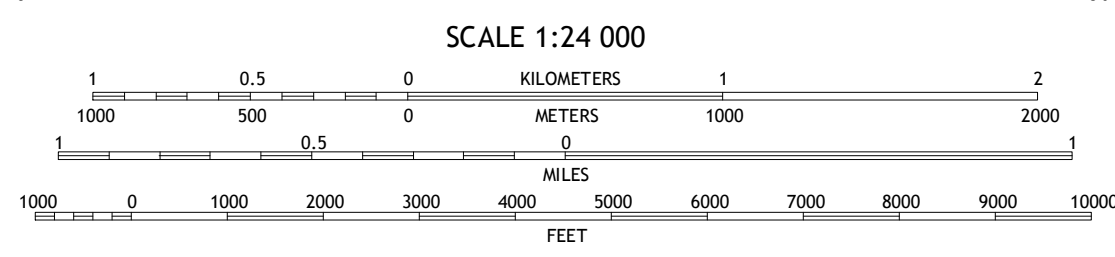 SCALE 1:24 000
1 0.5 0 KILOMETERS 1 2
1000 500 0 METERS 1000 2000
1 0.5 0 1
MILES
1000 0 1000 2000 3000 4000 5000 6000 7000 8000 9000 10000
FEET